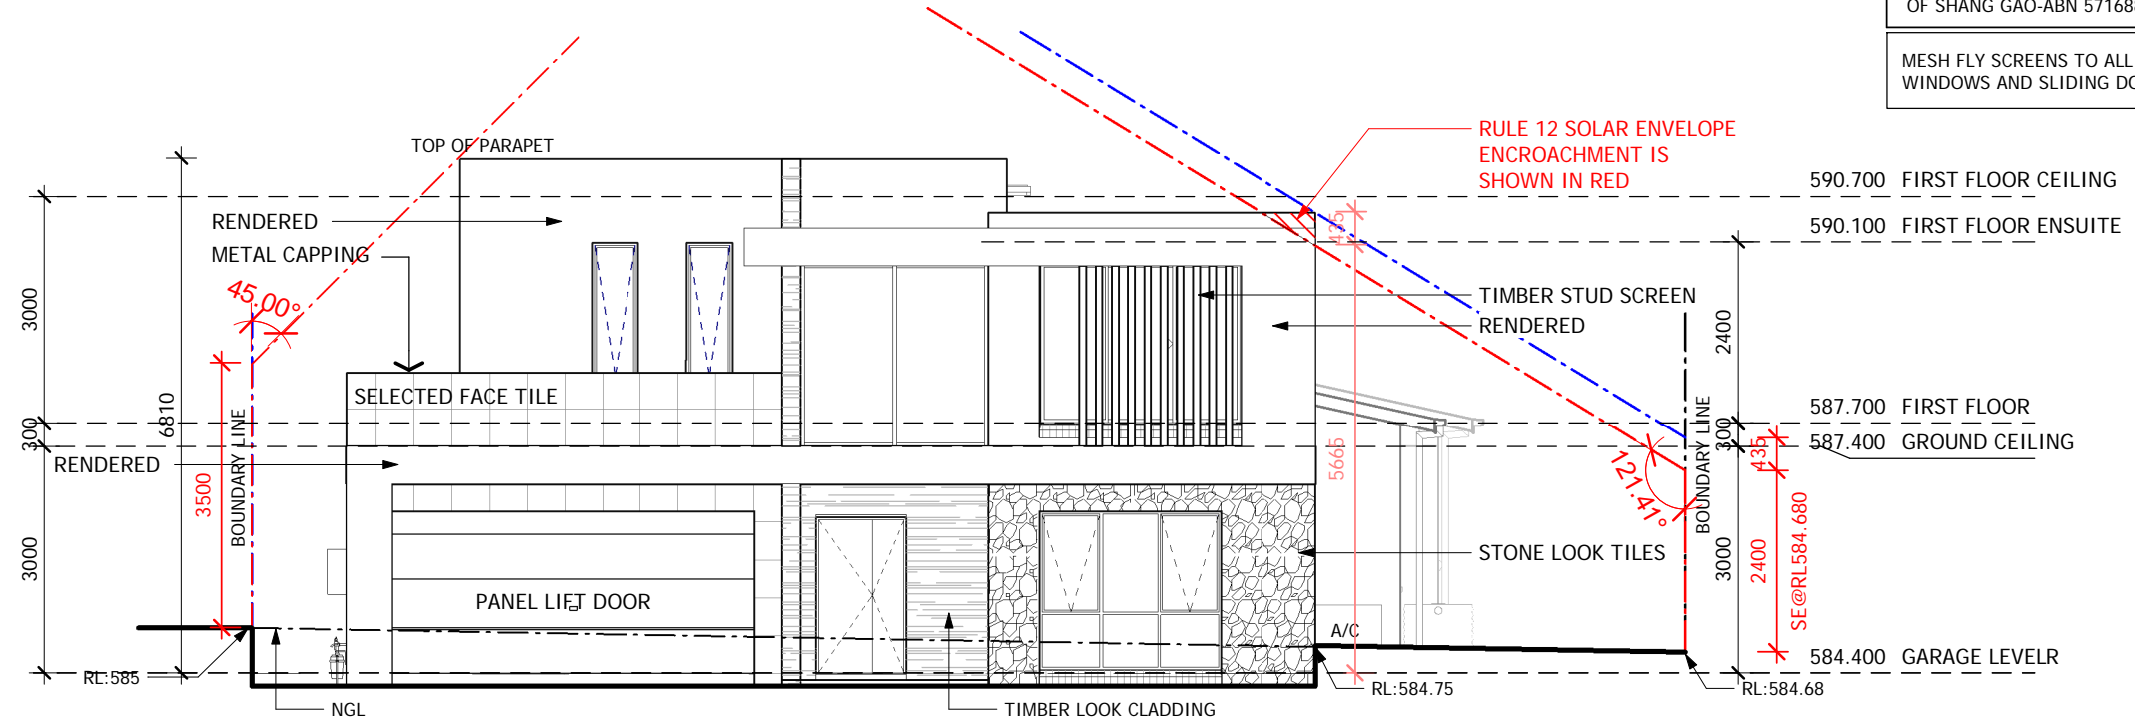 OF SHANG GAO-ABN 57168
MESH FLY SCREENS TO ALL
WINDOWS AND SLIDING
RULE 12 SOLAR ENVELOPE
ENCROACHMENT IS
SHOWN IN RED
TOP OF PARAPET
590.700 FIRST FLOOR CEILING
RENDERED
590.100 FIRST FLOOR ENSUITE
METAL CAPPING
435
45.00°
TIMBER STUD SCREEN
RENDERED
3000
2400
SELECTED FACE TILE
6810
587.700 FIRST FLOOR
300
300
587.400 GROUND CEILING
435
RENDERED
BOUNDARY LINE
3500
5665
121.41°
BOUNDARY LINE
SE@RL584.680
2400
3000
3000
STONE LOOK TILES
PANEL LIFT DOOR
A/C
584.400 GARAGE LEVELR
RL:585
RL:584.75
RL:584.68
NGL
TIMBER LOOK CLADDING